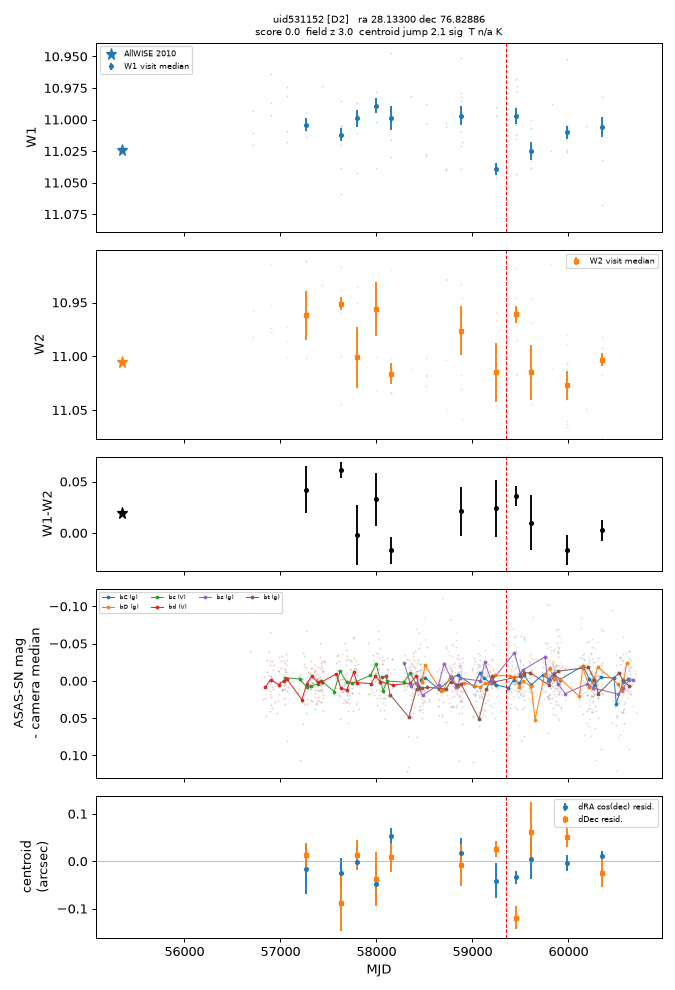 uid531152 [D2]   ra 28.13300 dec 76.82886
score 0.0  field z 3.0  centroid jump 2.1 sig  T n/a K
AllWISE 2010
W1 visit median
10.950
10.975
11.000
11.025
11.050
11.075
W1
W2 visit median
10.95
11.00
11.05
W2
0.05
0.00
W1-W2
bC (g)
bD (g)
bd (V)
bs (g)
bt (g)
−0.10
−0.05
0.00
0.05
0.10
ASAS-SN mag
- camera median
dRA cos(dec) resid.
dDec resid.
0.1
0.0
−0.1
centroid
(arcsec)
56000
57000
58000
59000
60000
MJD